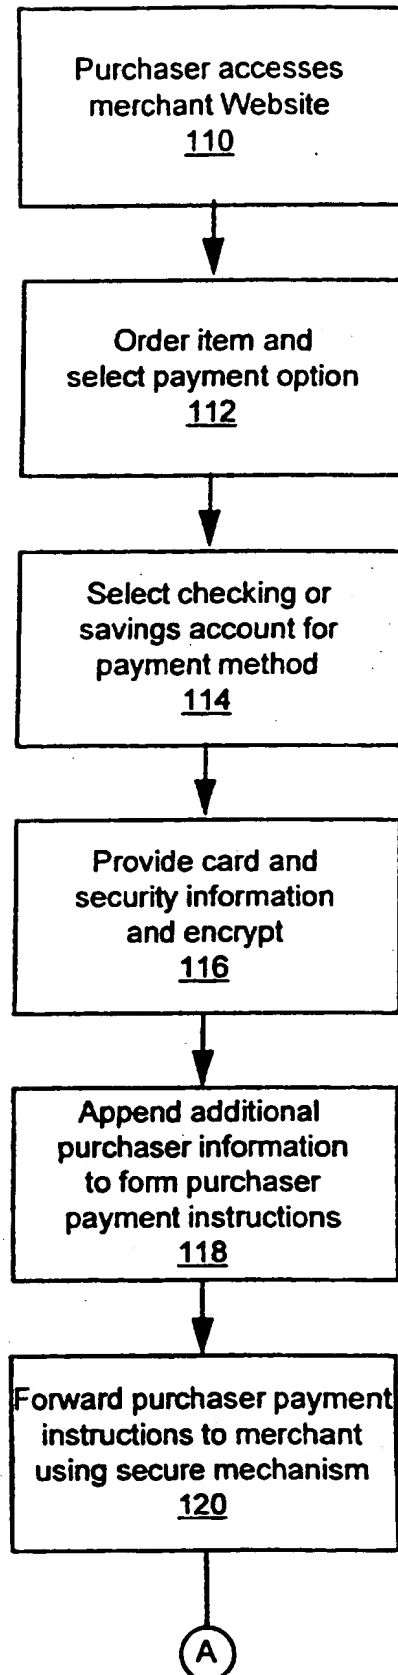 Purchaser accesses
merchant Website
110
Order item and
select payment option
112
Select checking or
savings account for
payment method
114
Provide card and
security information
and encrypt
116
Append additional
purchaser information
to form purchaser
payment instructions
118
Forward purchaser payment
instructions to merchant
using secure mechanism
120
A